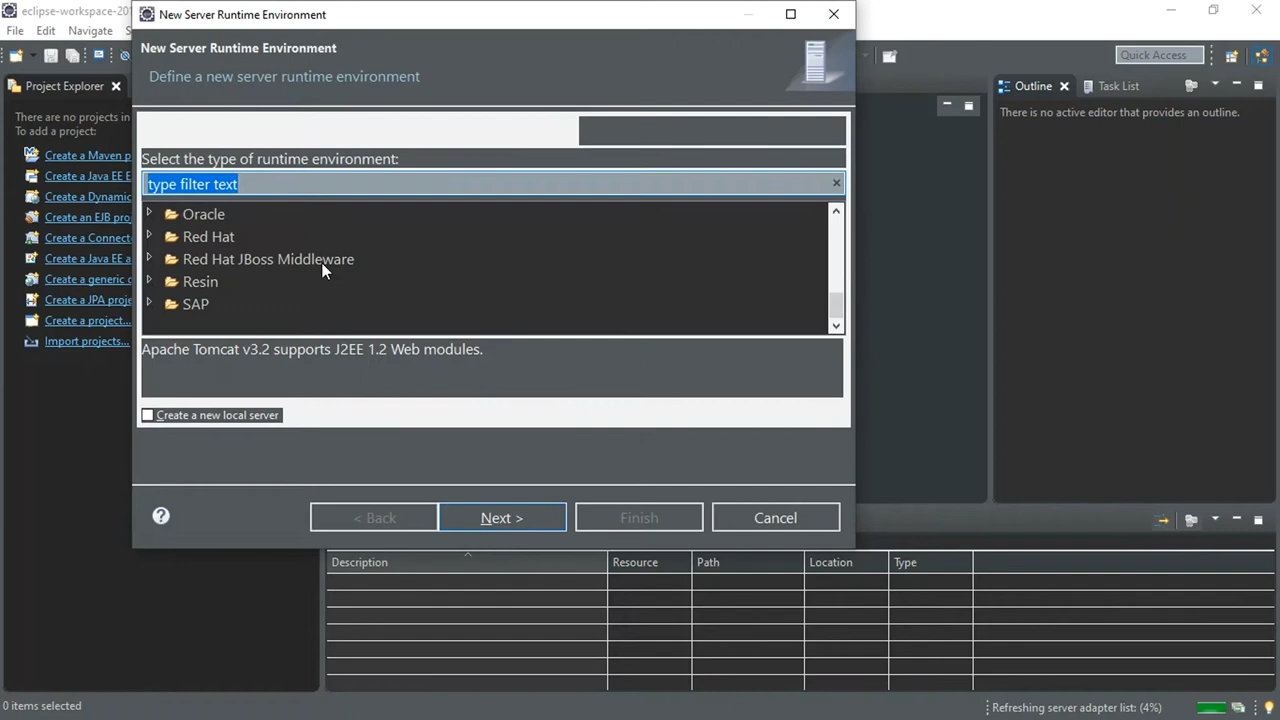 eclipse-workspace-201
New Server Runtime Environment
File Edit Navigate S
New Server Runtime Environment
Define a new server runtime environment
Quick Access
Project Explorer
Outline
Task List
There are no projects in
To add a project:
There is no active editor that provides an outline.
Create a Maven p
Create a Java EE E
Create a Dynamic
Create an EJB proj
Create a Connect
Create a Java EE a
Create a generic c
Create a JPA proje
Create a project...
Import projects...
Select the type of runtime environment:
type filter text
Oracle
Red Hat
Red Hat JBoss Middleware
Resin
SAP
Apache Tomcat v3.2 supports J2EE 1.2 Web modules.
Create a new local server
< Back
Next >
Finish
Cancel
Description Resource Path Location Type
0 items selected
Refreshing server adapter list: (4%)